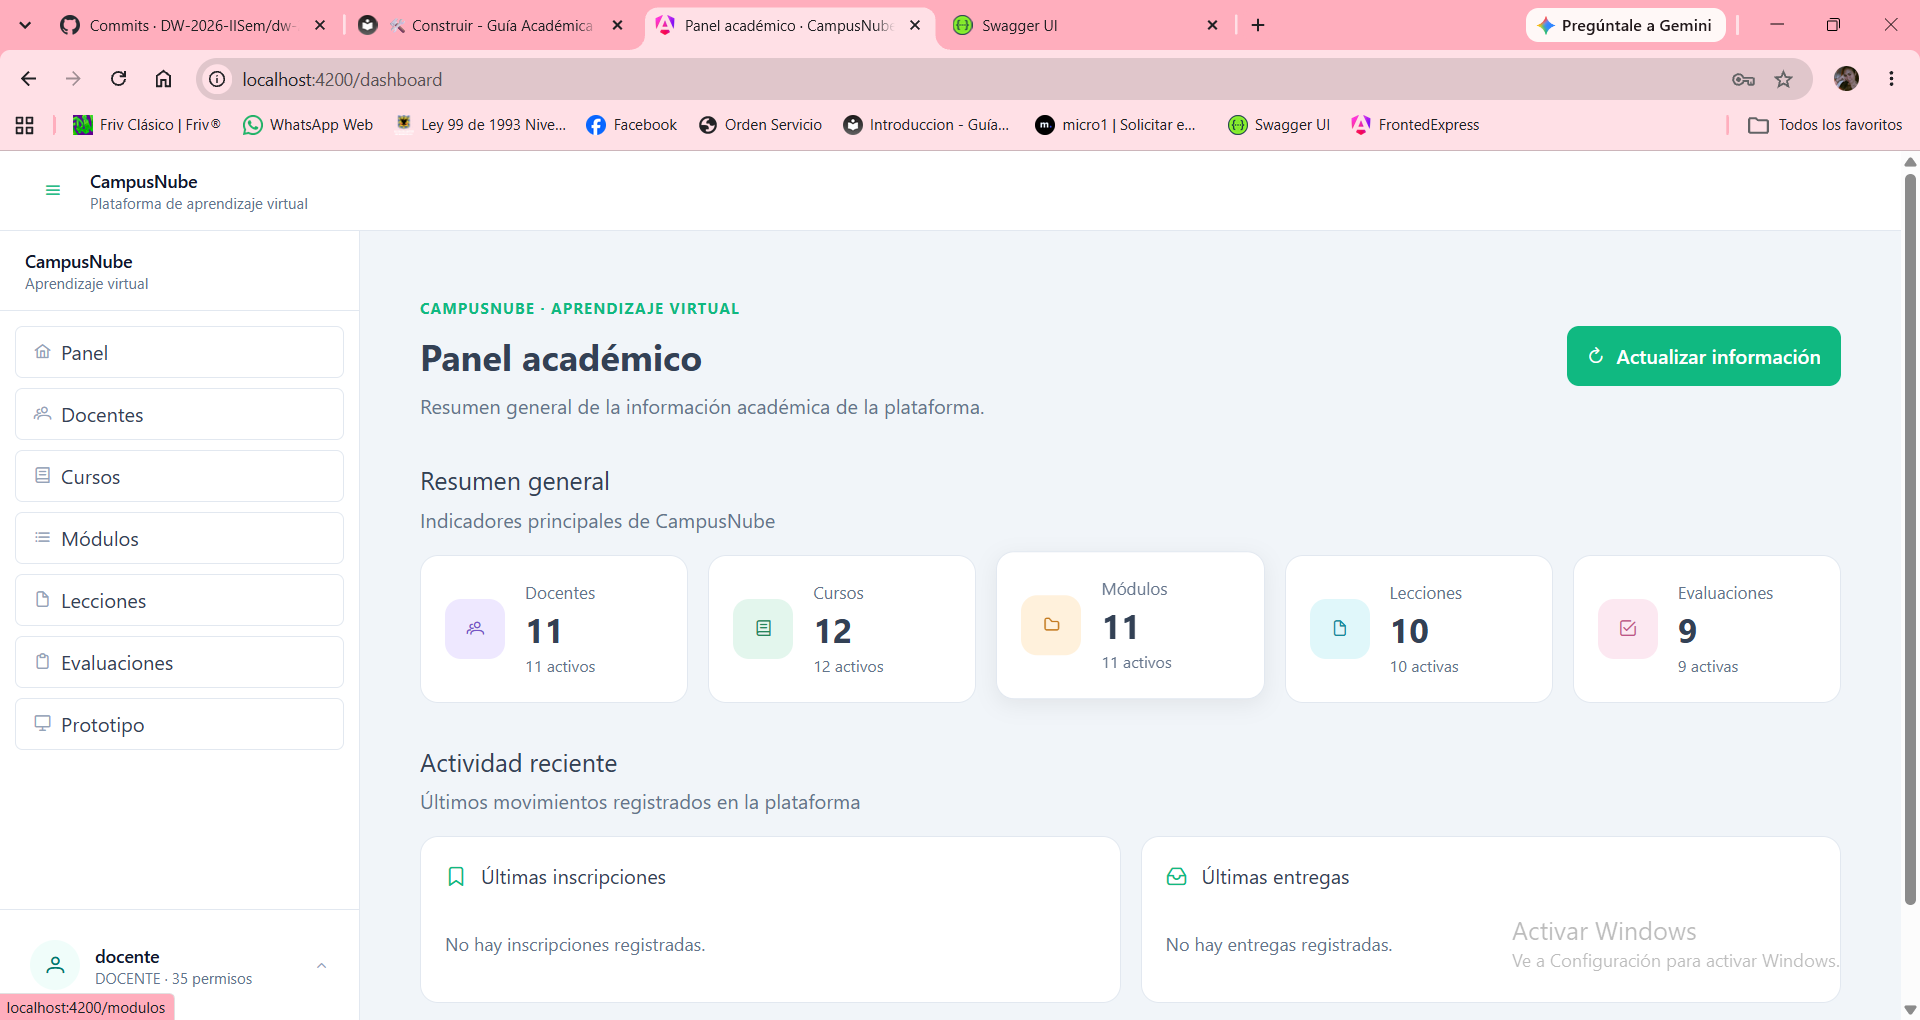 Commits · DW-2026-IISem/dw-
Construir - Guía Académica
Panel académico · CampusNube
Swagger UI
Pregúntale a Gemini
localhost:4200/dashboard
Friv Clásico | Friv®
WhatsApp Web
Ley 99 de 1993 Nive...
Facebook
Orden Servicio
Introduccion - Guía...
micro1 | Solicitar e...
Swagger UI
FrontedExpress
Todos los favoritos
CampusNube
Plataforma de aprendizaje virtual
CampusNube
Aprendizaje virtual
Panel
Docentes
Cursos
Módulos
Lecciones
Evaluaciones
Prototipo
docente
DOCENTE · 35 permisos
localhost:4200/modulos
CAMPUSNUBE · APRENDIZAJE VIRTUAL
Panel académico
Resumen general de la información académica de la plataforma.
Actualizar información
Resumen general
Indicadores principales de CampusNube
Docentes
11
11 activos
Cursos
12
12 activos
Módulos
11
11 activos
Lecciones
10
10 activas
Evaluaciones
9
9 activas
Actividad reciente
Últimos movimientos registrados en la plataforma
Últimas inscripciones
No hay inscripciones registradas.
Últimas entregas
No hay entregas registradas.
Activar Windows
Ve a Configuración para activar Windows.